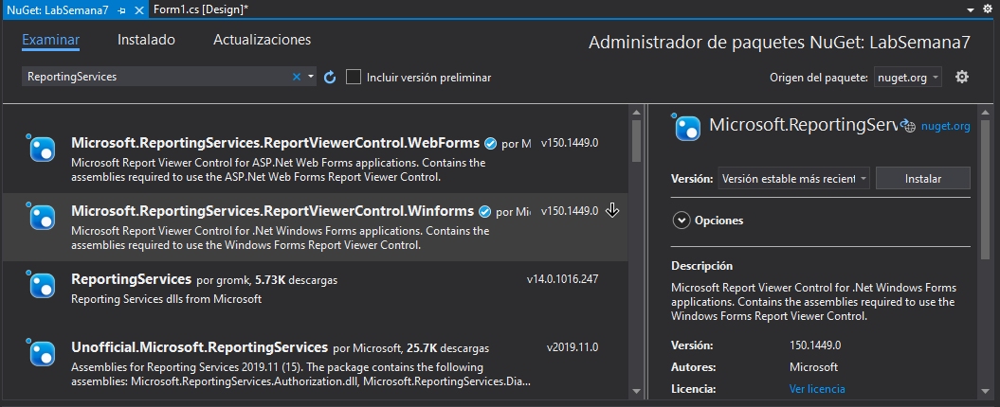 NuGet: LabSemana7
Form1.cs [Design]*
Examinar
Instalado
Actualizaciones
Administrador de paquetes NuGet: LabSemana7
ReportingServices
Incluir versión preliminar
Origen del paquete:
nuget.org
Microsoft.ReportingServices.ReportViewerControl.WebForms por M
v150.1449.0
Microsoft Report Viewer Control for ASP.Net Web Forms applications. Contains the
assemblies required to use the ASP.Net Web Forms Report Viewer Control.
Microsoft.ReportingServices.ReportViewerControl.Winforms por Mic
v150.1449.0
Microsoft Report Viewer Control for .Net Windows Forms applications. Contains the
assemblies required to use the Windows Forms Report Viewer Control.
ReportingServices por gromk, 5.73K descargas
v14.0.1016.247
Reporting Services dlls from Microsoft
Unofficial.Microsoft.ReportingServices por Microsoft, 25.7K descargas
v2019.11.0
Assemblies for Reporting Services 2019.11 (15). The package contains the following
assemblies: Microsoft.ReportingServices.Authorization.dll, Microsoft.ReportingServices.Dia...
Microsoft.ReportingServ
nuget.org
Versión:
Versión estable más recient
Instalar
Opciones
Descripción
Microsoft Report Viewer Control for .Net Windows Forms
applications. Contains the assemblies required to use the
Windows Forms Report Viewer Control.
Versión:
150.1449.0
Autores:
Microsoft
Licencia:
Ver licencia